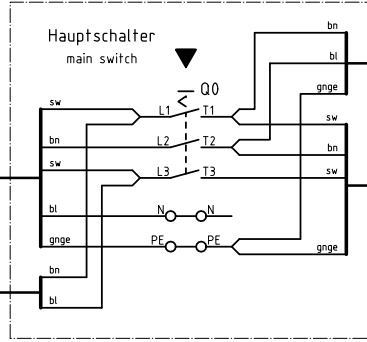 Hauptschalter
main switch
Q0
bn
bl
gnge
sw
L1
T1
sw
bn
L2
T2
bn
sw
L3
T3
sw
bl
N
N
gnge
PE
PE
gnge
bn
bl